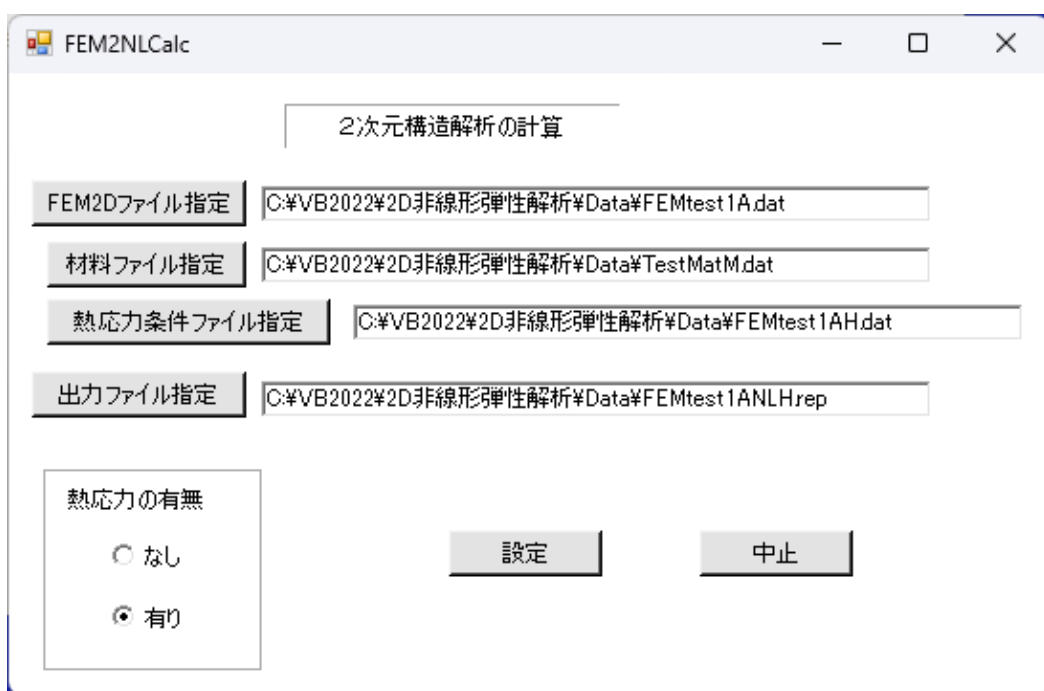 FEM2NLCalc
２次元構造解析の計算
FEM2Dファイル指定 C:¥VB2022¥2D非線形弾性解析¥Data¥FEMtest1A.dat
材料ファイル指定 C:¥VB2022¥2D非線形弾性解析¥Data¥TestMatM.dat
熱応力条件ファイル指定 C:¥VB2022¥2D非線形弾性解析¥Data¥FEMtest1AH.dat
出力ファイル指定 C:¥VB2022¥2D非線形弾性解析¥Data¥FEMtest1ANLH.rep
熱応力の有無
なし
設定 中止
有り